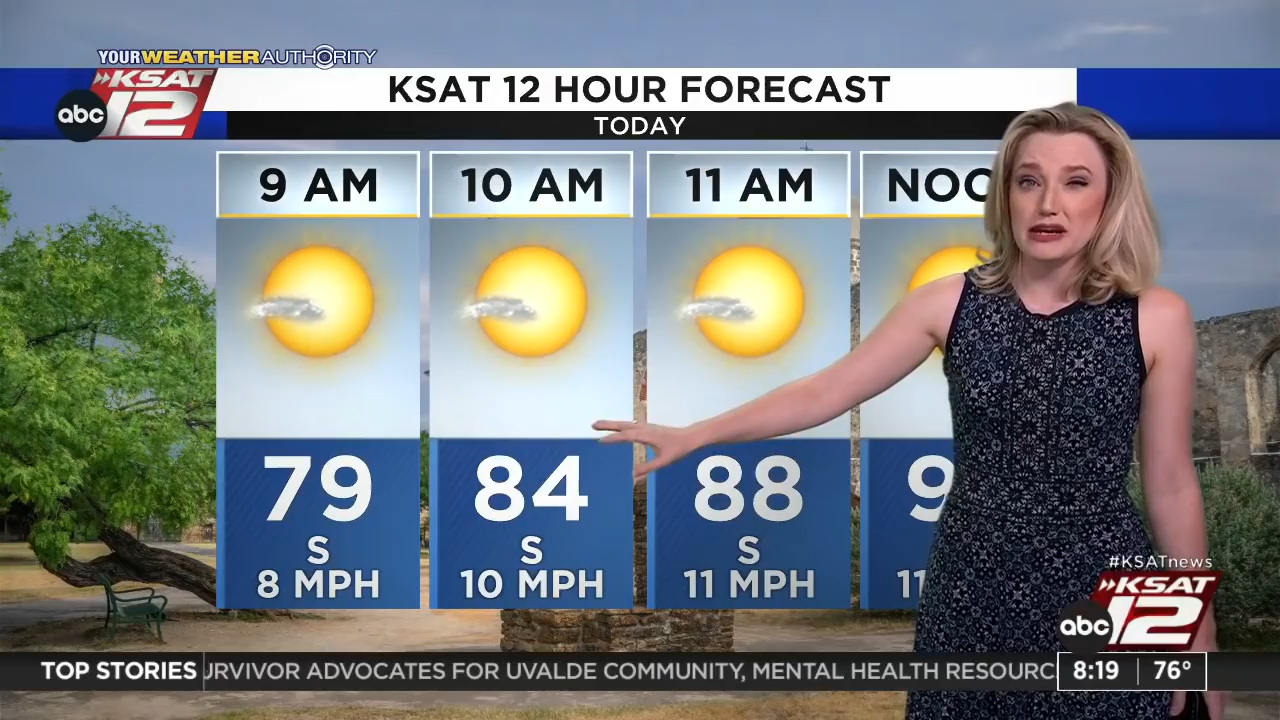 YOURWEATHERAUTHORITY
KSAT
abc 12
KSAT 12 HOUR FORECAST
TODAY
9 AM
10 AM
11 AM
79
84
88
S
S
S
8 MPH
10 MPH
11 MPH
11
#KSATnews
KSAT
abc 12
TOP STORIES
ADVOCATES FOR UVALDE COMMUNITY, MENTAL HEALTH
8:19 76°